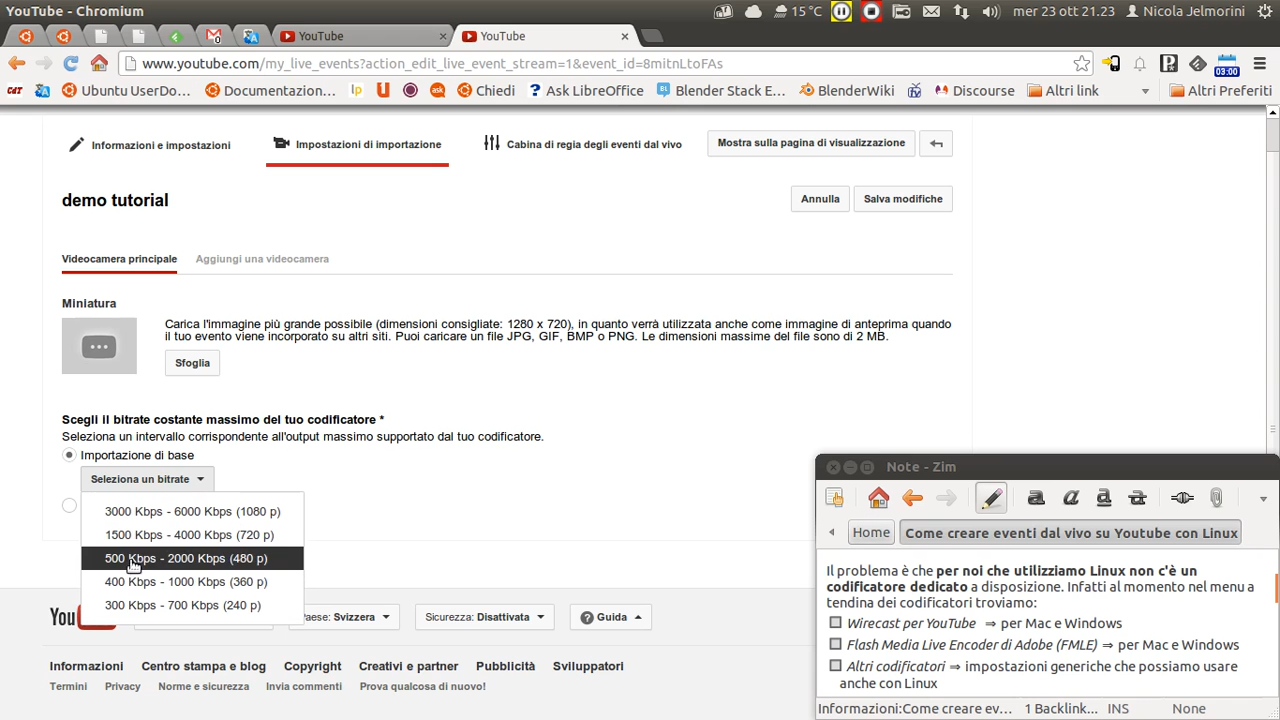 YouTube - Chromium
15 °C
mer 23 ott 21.23
Nicola Jelmorini
YouTube
YouTube
www.youtube.com/my_live_events?action_edit_live_event_stream=1&event_id=8mitnLtoFAs
03:00
CdT
Ubuntu UserDo...
Documentazion...
lp
ask
Chiedi
? Ask LibreOffice
BL
Blender Stack E...
BlenderWiki
Discourse
Altri link
Altri Preferiti
Informazioni e impostazioni
Impostazioni di importazione
Cabina di regia degli eventi dal vivo
Mostra sulla pagina di visualizzazione
demo tutorial
Annulla
Salva modifiche
Videocamera principale
Aggiungi una videocamera
Miniatura
Carica l'immagine più grande possibile (dimensioni consigliate: 1280 x 720), in quanto verrà utilizzata anche come immagine di anteprima quando
il tuo evento viene incorporato su altri siti. Puoi caricare un file JPG, GIF, BMP o PNG. Le dimensioni massime del file sono di 2 MB.
Sfoglia
Scegli il bitrate costante massimo del tuo codificatore *
Seleziona un intervallo corrispondente all'output massimo supportato dal tuo codificatore.
Importazione di base
Seleziona un bitrate
3000 Kbps - 6000 Kbps (1080 p)
1500 Kbps - 4000 Kbps (720 p)
500 Kbps - 2000 Kbps (480 p)
400 Kbps - 1000 Kbps (360 p)
300 Kbps - 700 Kbps (240 p)
You
Paese: Svizzera
Sicurezza: Disattivata
Guida
Informazioni
Centro stampa e blog
Copyright
Creativi e partner
Pubblicità
Sviluppatori
Termini
Privacy
Norme e sicurezza
Invia commenti
Prova qualcosa di nuovo!
Note - Zim
Home
Come creare eventi dal vivo su Youtube con Linux
Il problema è che per noi che utilizziamo Linux non c'è un
codificatore dedicato a disposizione. Infatti al momento nel menu a
tendina dei codificatori troviamo:
Wirecast per YouTube ⇒ per Mac e Windows
Flash Media Live Encoder di Adobe (FMLE) ⇒ per Mac e Windows
Altri codificatori ⇒ impostazioni generiche che possiamo usare
anche con Linux
Informazioni:Come creare ev...
1 Backlink...
INS
None